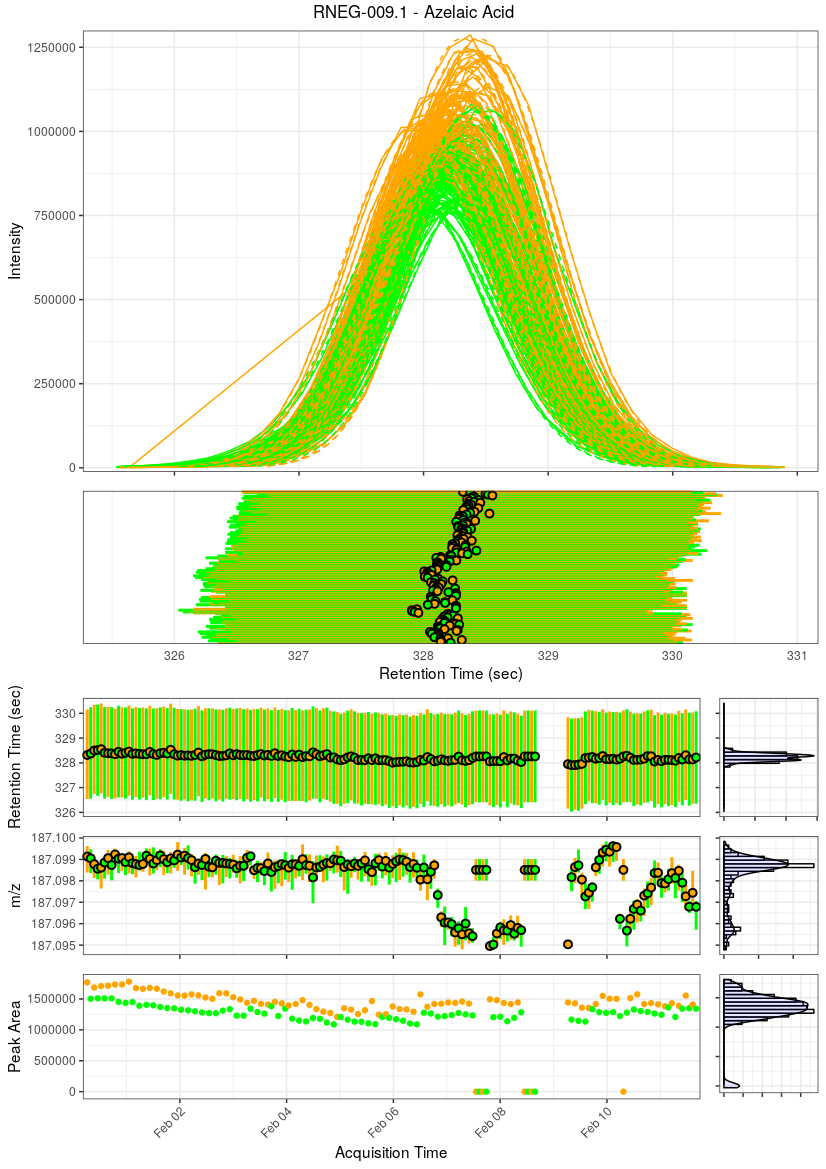 RNEG-009.1 - Azelaic Acid
1250000
1000000
750000
500000
250000
0
Intensity
326
327
328
329
330
331
Retention Time (sec)
330
329
328
327
326
Retention Time (sec)
187.100
187.099
187.098
187.097
187.096
187.095
m/z
1500000
1000000
500000
0
Peak Area
Feb 02
Feb 04
Feb 06
Feb 08
Feb 10
Acquisition Time